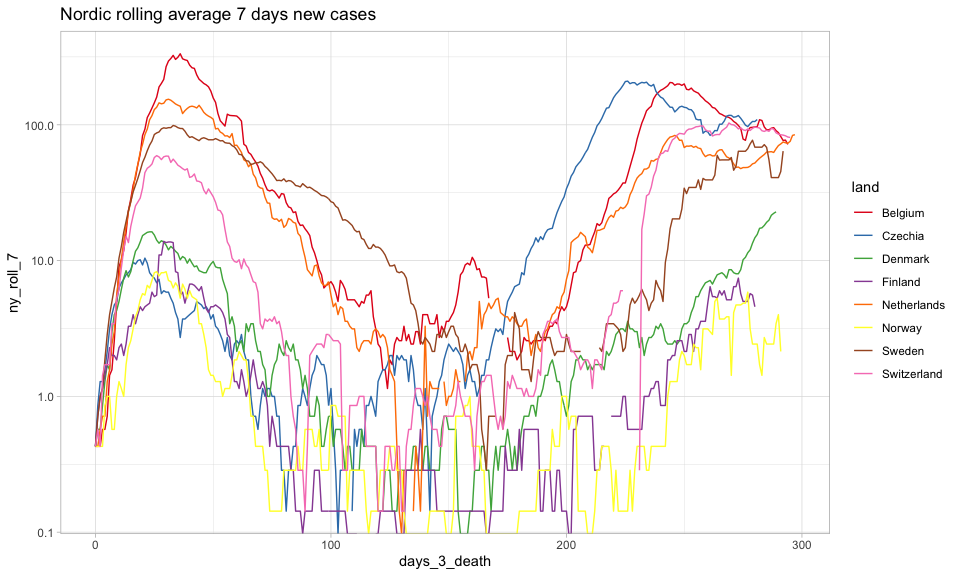 Nordic rolling average 7 days new cases
ny_roll_7
100.0
10.0
1.0
0.1
0
100
200
300
days_3_death
land
Belgium
Czechia
Denmark
Finland
Netherlands
Norway
Sweden
Switzerland